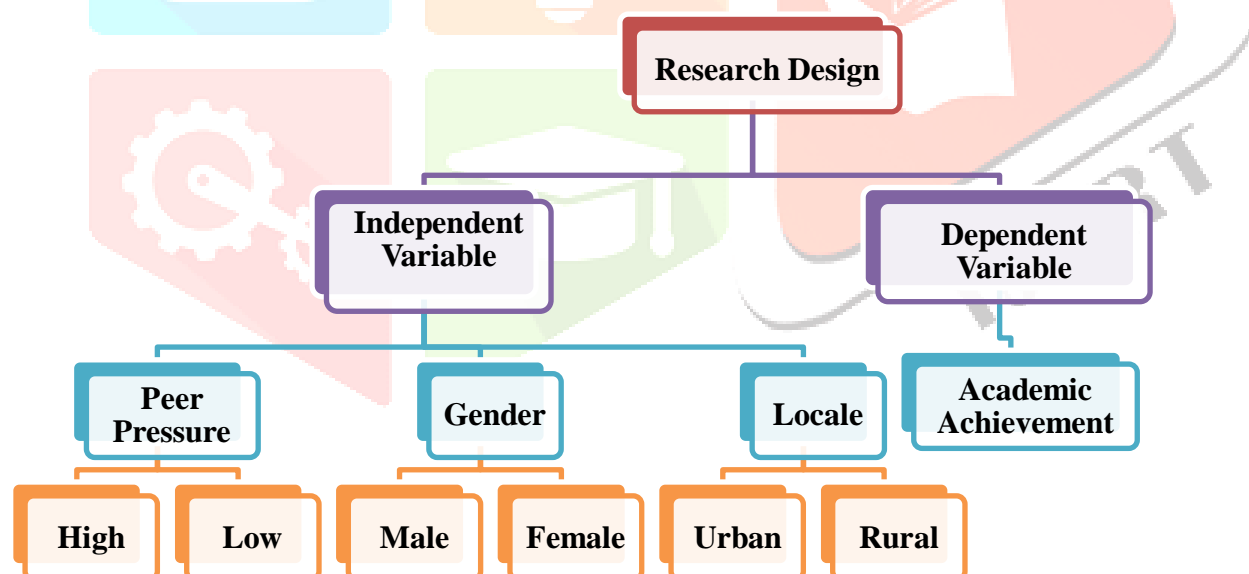 Research Design
Independent
Variable
Dependent
Variable
Peer
Pressure
Gender
Locale
Academic
Achievement
High
Low
Male
Female
Urban
Rural